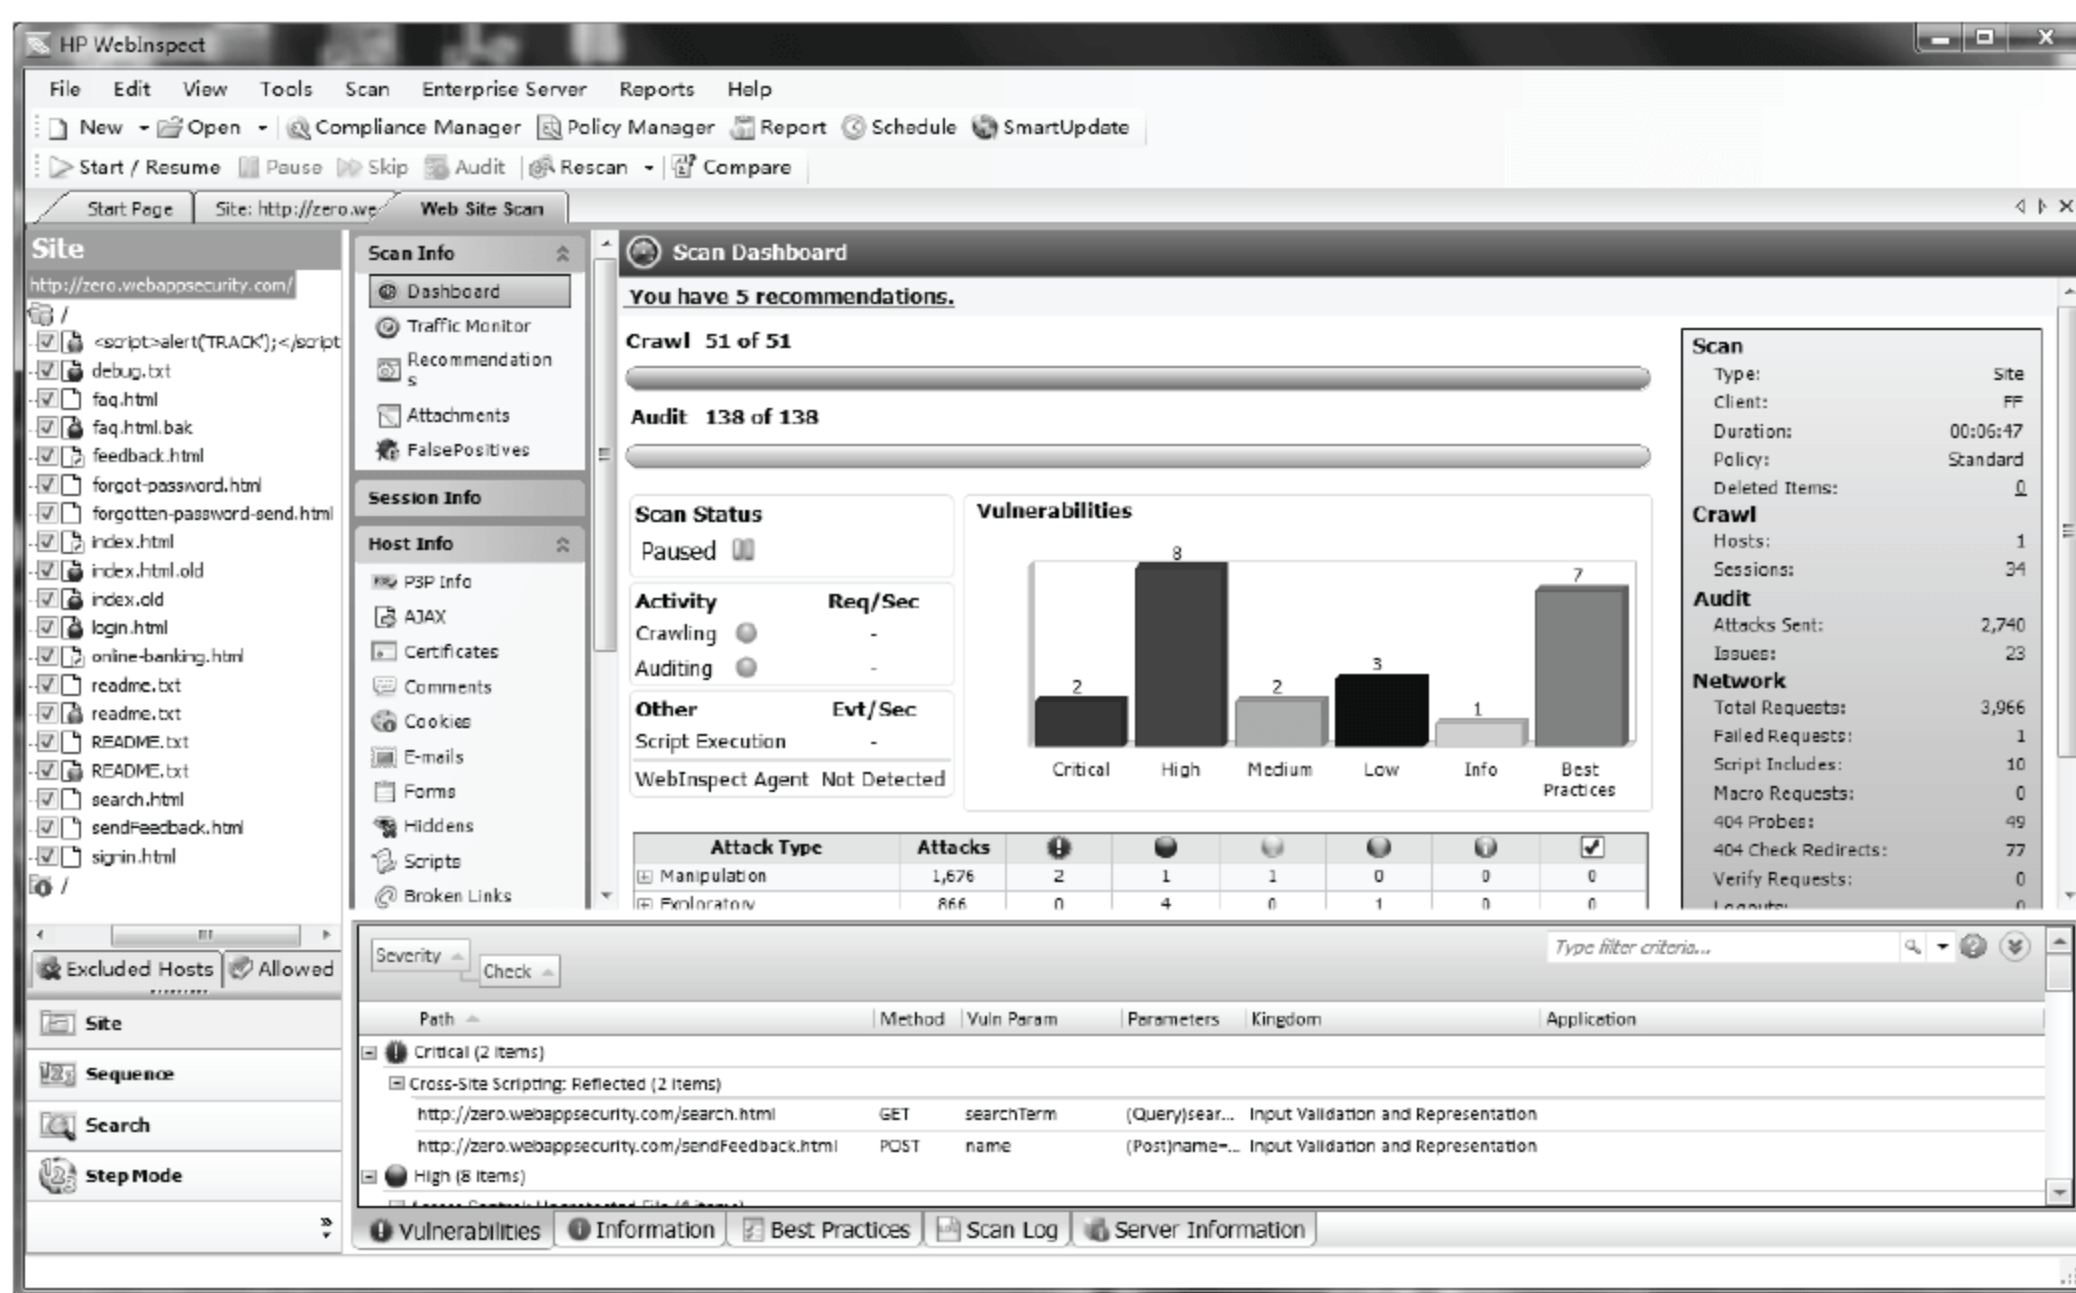 HP WebInspect
File Edit View Tools Scan Enterprise Server Reports Help
New Open Compliance Manager Policy Manager Report Schedule SmartUpdate
Start / Resume Pause Skip Audit Rescan Compare
Start Page Site: http://zero.we Web Site Scan
Site
http://zero.webappsecurity.com/
/
<script>alert('TRACK');</script
debug.txt
faq.html
faq.html.bak
feedback.html
forgot-password.html
forgotten-password-send.html
index.html
index.html.old
index.old
login.html
online-banking.html
readme.txt
readme.txt
README.txt
README.txt
search.html
sendFeedback.html
signin.html
/
Excluded Hosts Allowed
Site
Sequence
Search
Step Mode
Scan Info
Dashboard
Traffic Monitor
Recommendation
s
Attachments
FalsePositives
Session Info
Host Info
P3P Info
AJAX
Certificates
Comments
Cookies
E-mails
Forms
Hiddens
Scripts
Broken Links
Scan Dashboard
You have 5 recommendations.
Crawl 51 of 51
Audit 138 of 138
Scan Status
Paused
Activity Req/Sec
Crawling -
Auditing -
Other Evt/Sec
Script Execution -
WebInspect Agent Not Detected
Vulnerabilities
2 8 2 3 1 7
Critical High Medium Low Info Best
Practices
Attack Type Attacks
Manipulation 1,676 2 1 1 0 0 0
Exploratory 866 0 4 0 1 0 0
Scan
Type: Site
Client: FF
Duration: 00:06:47
Policy: Standard
Deleted Items: 0
Crawl
Hosts: 1
Sessions: 34
Audit
Attacks Sent: 2,740
Issues: 23
Network
Total Requests: 3,966
Failed Requests: 1
Script Includes: 10
Macro Requests: 0
404 Probes: 49
404 Check Redirects: 77
Verify Requests: 0
Logouts: 0
Severity
Check
Type filter criteria...
Path Method Vuln Param Parameters Kingdom Application
Critical (2 items)
Cross-Site Scripting: Reflected (2 items)
http://zero.webappsecurity.com/search.html GET searchTerm (Query)sear... Input Validation and Representation
http://zero.webappsecurity.com/sendFeedback.html POST name (Post)name=... Input Validation and Representation
High (8 items)
Vulnerabilities Information Best Practices Scan Log Server Information